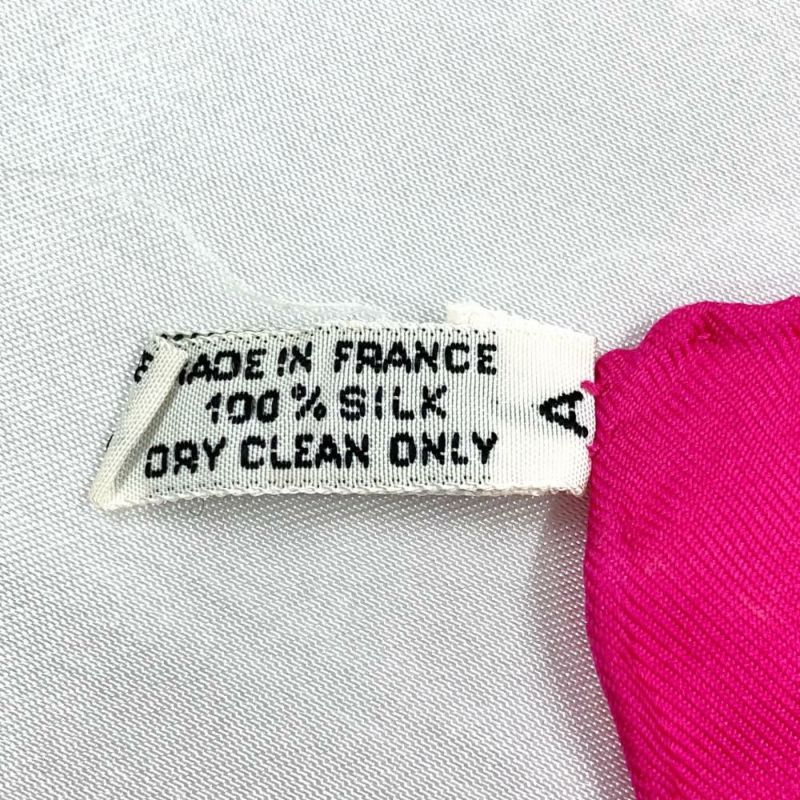 MADE IN FRANCE
100% SILK
DRY CLEAN ONLY
A